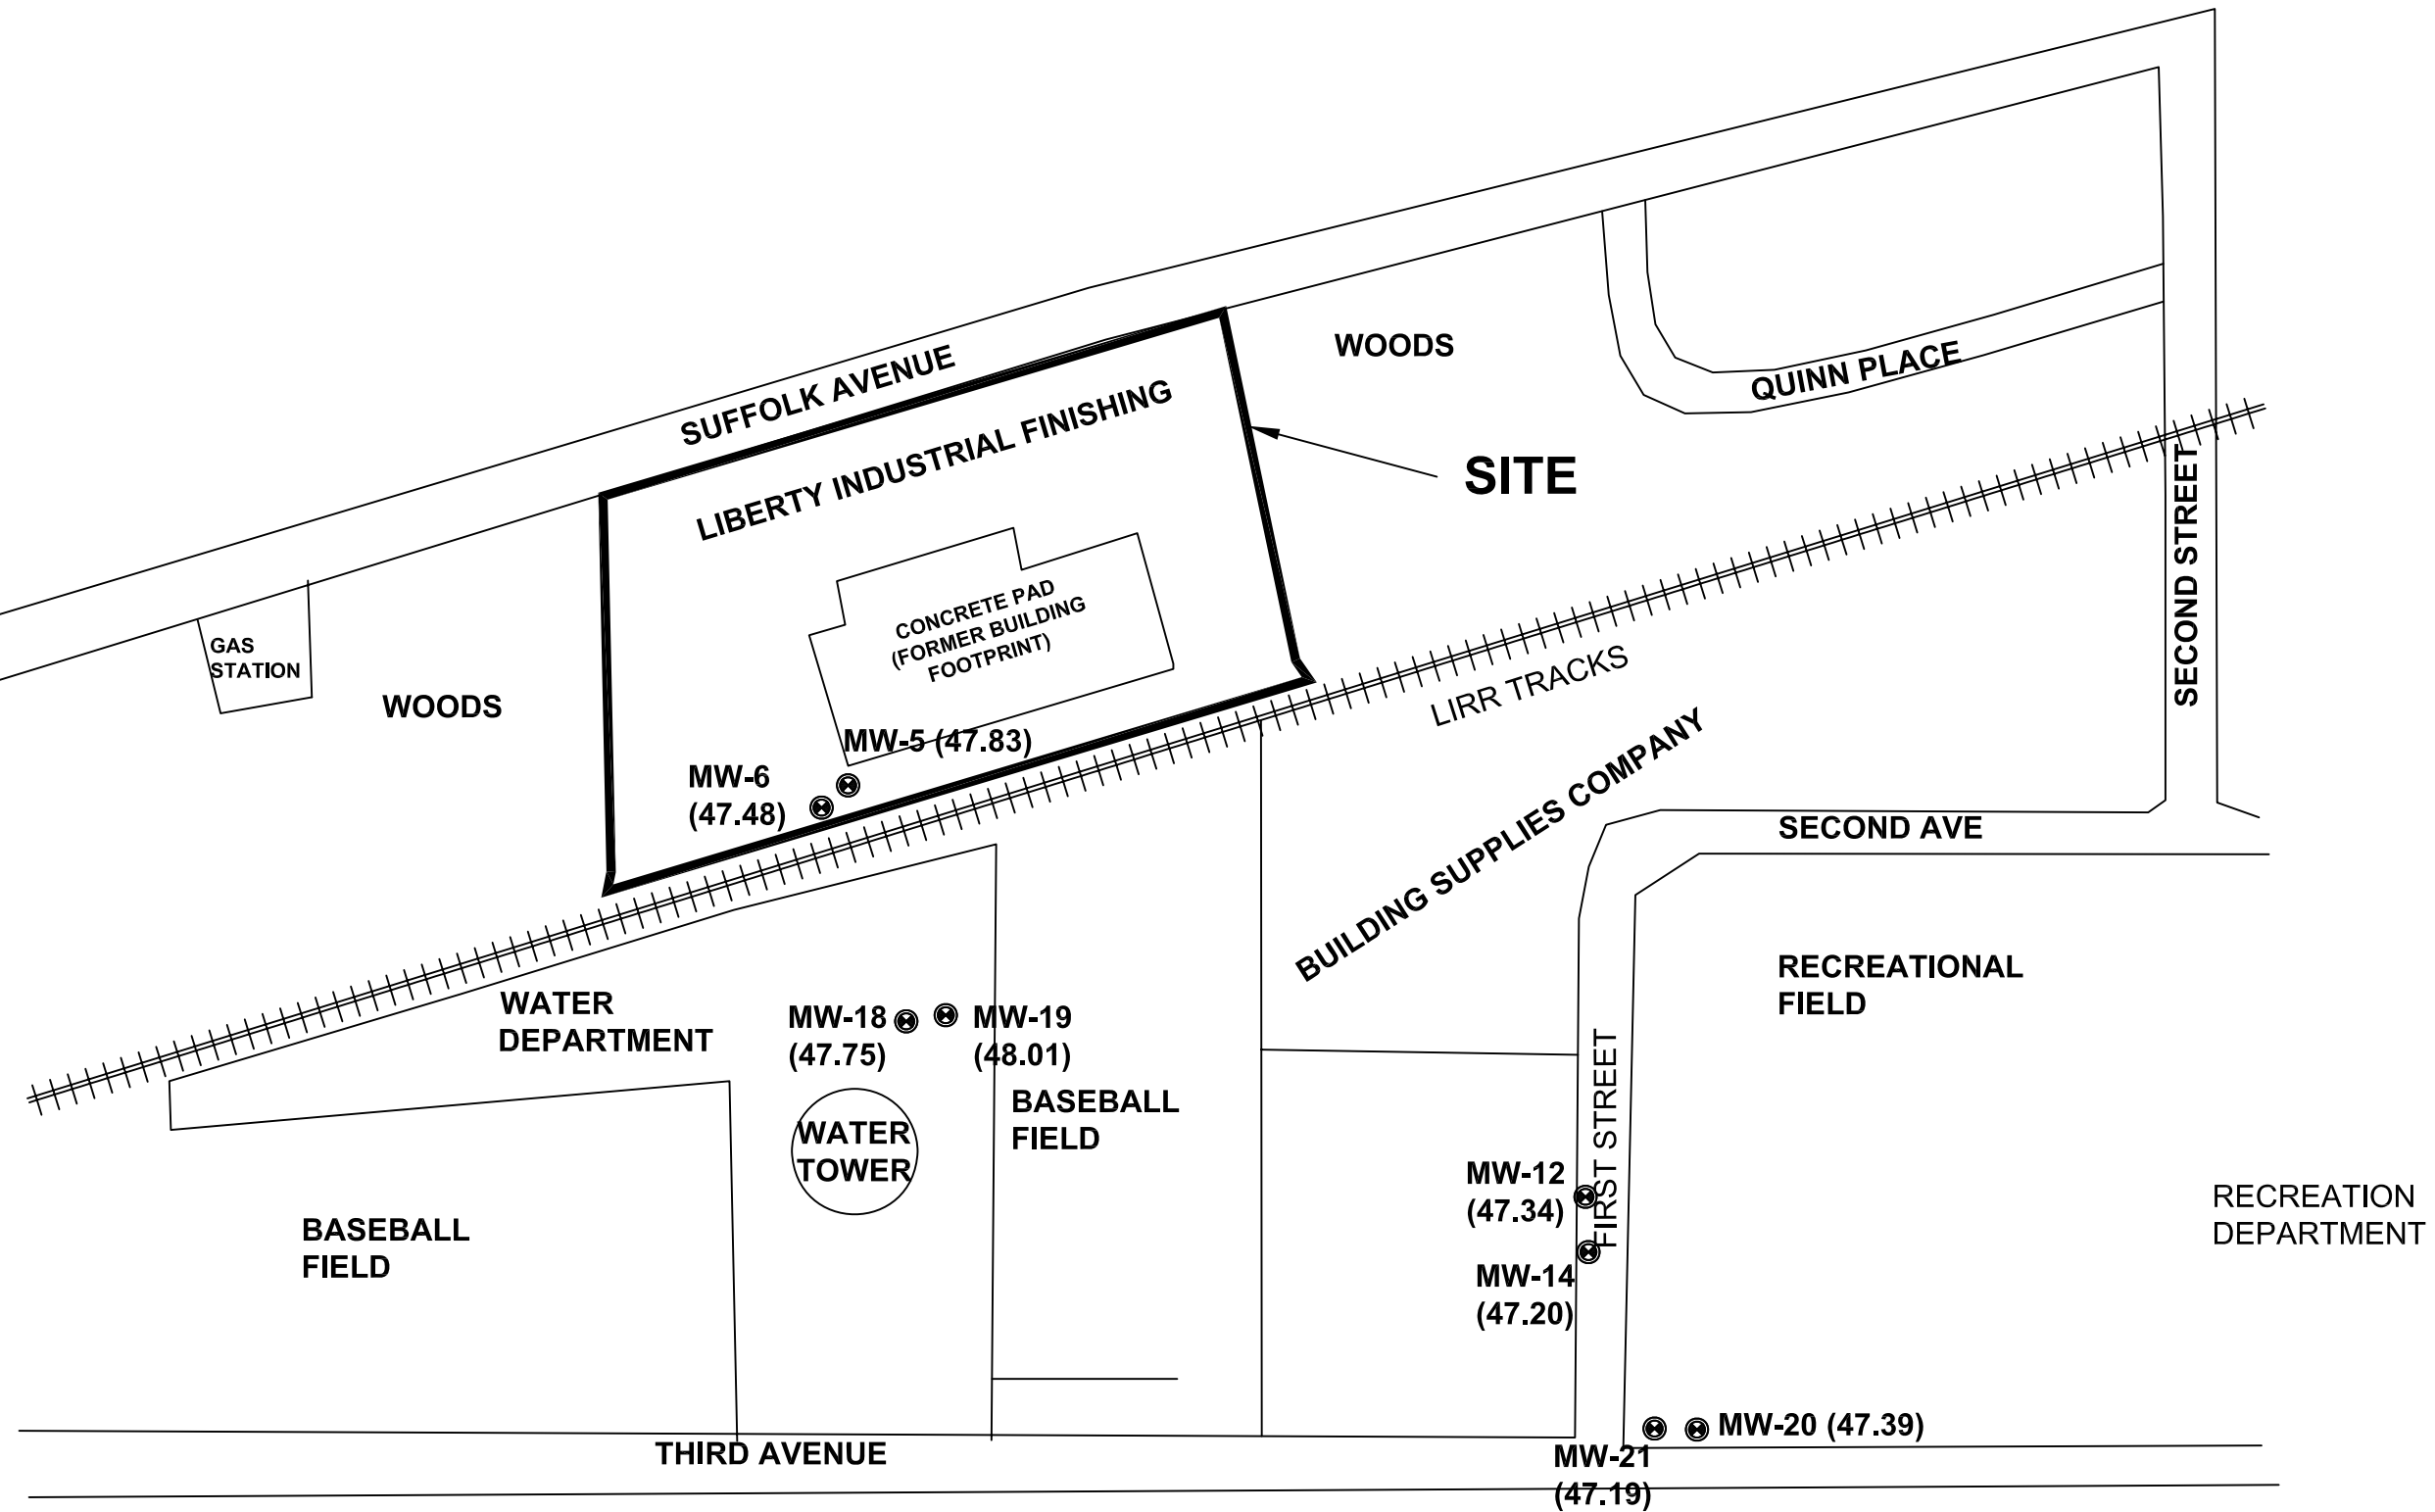 SUFFOLK AVENUE
WOODS
QUINN PLACE
LIBERTY INDUSTRIAL FINISHING
SITE
SECOND STREET
CONCRETE PAD
(FORMER BUILDING
FOOTPRINT)
GAS
STATION
WOODS
LIRR TRACKS
MW-5 (47.83)
MW-6
(47.48)
BUILDING SUPPLIES COMPANY
SECOND AVE
RECREATIONAL
FIELD
WATER
DEPARTMENT
MW-18
(47.75)
MW-19
(48.01)
FIRST STREET
BASEBALL
FIELD
WATER
TOWER
MW-12
(47.34)
RECREATION
DEPARTMENT
BASEBALL
FIELD
MW-14
(47.20)
MW-20 (47.39)
THIRD AVENUE
MW-21
(47.19)